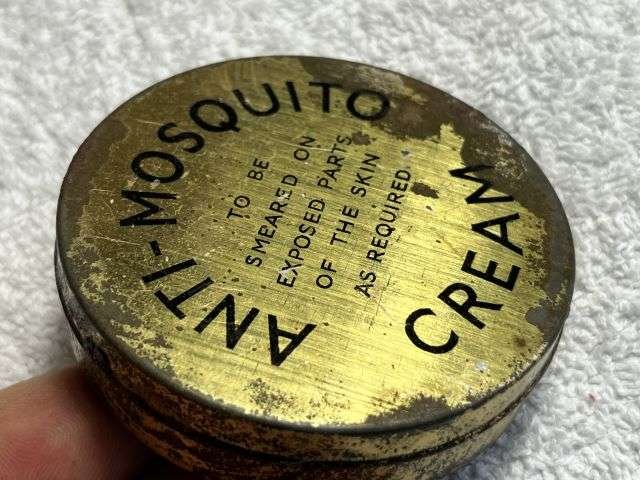 ANTI-MOSQUITO
CREAM
TO BE
SMEARED ON
EXPOSED PARTS
OF THE SKIN
AS REQUIRED.